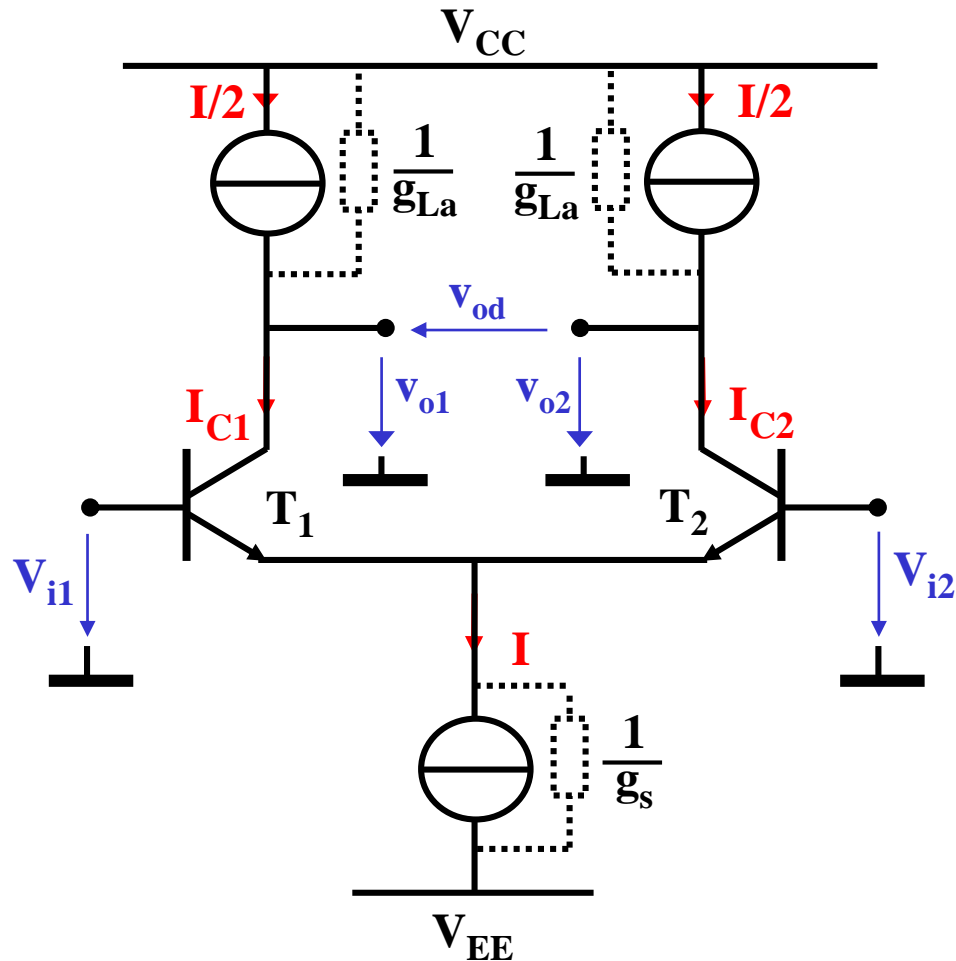 V_CC
I/2
I/2
1
g_La
1
g_La
v_od
v_o1
v_o2
I_C1
I_C2
T_1
T_2
V_i1
V_i2
I
1
g_s
V_EE